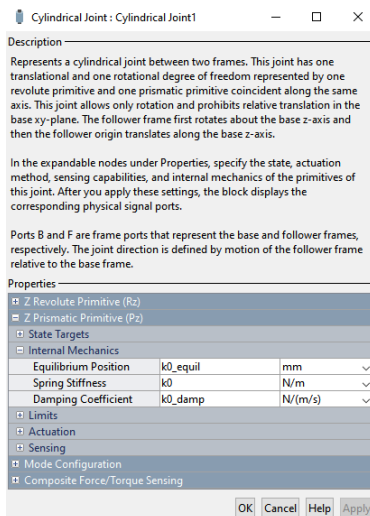 Cylindrical Joint : Cylindrical Joint1
Description
Represents a cylindrical joint between two frames. This joint has one
translational and one rotational degree of freedom represented by one
revolute primitive and one prismatic primitive coincident along the same
axis. This joint allows only rotation and prohibits relative translation in the
base xy-plane. The follower frame first rotates about the base z-axis and
then the follower origin translates along the base z-axis.
In the expandable nodes under Properties, specify the state, actuation
method, sensing capabilities, and internal mechanics of the primitives of
this joint. After you apply these settings, the block displays the
corresponding physical signal ports.
Ports B and F are frame ports that represent the base and follower frames,
respectively. The joint direction is defined by motion of the follower frame
relative to the base frame.
Properties
Z Revolute Primitive (Rz)
Z Prismatic Primitive (Pz)
State Targets
Internal Mechanics
Equilibrium Position k0_equil mm
Spring Stiffness k0 N/m
Damping Coefficient k0_damp N/(m/s)
Limits
Actuation
Sensing
Mode Configuration
Composite Force/Torque Sensing
OK Cancel Help Apply